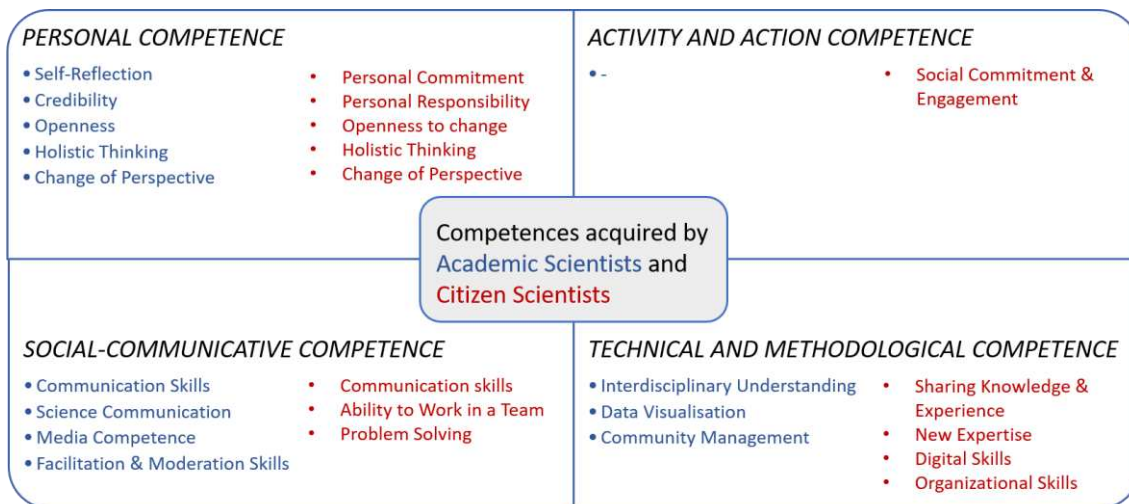 PERSONAL COMPETENCE
• Self-Reflection
• Credibility
• Openness
• Holistic Thinking
• Change of Perspective
• Personal Commitment
• Personal Responsibility
• Openness to change
• Holistic Thinking
• Change of Perspective
ACTIVITY AND ACTION COMPETENCE
• -
• Social Commitment &
Engagement
Competences acquired by
Academic Scientists and
Citizen Scientists
SOCIAL-COMMUNICATIVE COMPETENCE
• Communication Skills
• Science Communication
• Media Competence
• Facilitation & Moderation Skills
• Communication skills
• Ability to Work in a Team
• Problem Solving
TECHNICAL AND METHODOLOGICAL COMPETENCE
• Interdisciplinary Understanding
• Data Visualisation
• Community Management
• Sharing Knowledge &
Experience
• New Expertise
• Digital Skills
• Organizational Skills